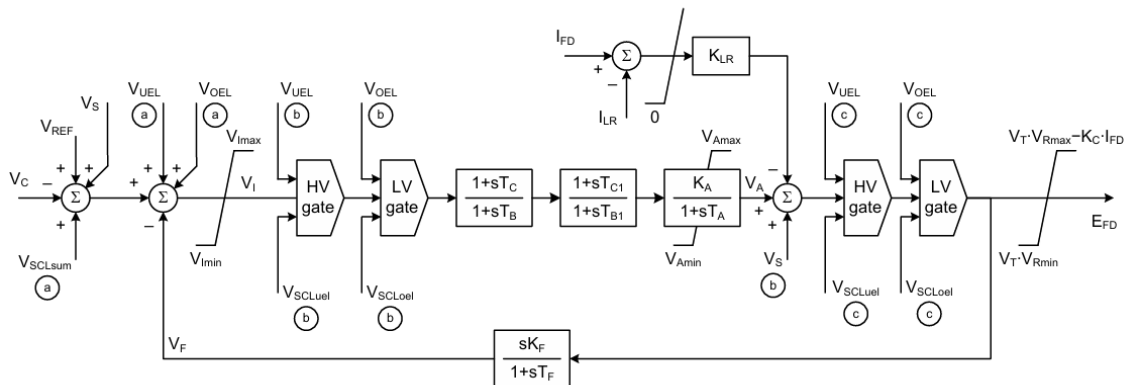 I_FD
Σ
K_LR
+
−
I_LR
0
V_UEL
a
V_OEL
a
V_S
V_REF
V_UEL
b
V_OEL
b
V_UEL
c
V_OEL
c
V_Imax
V_Amax
V_T·V_Rmax−K_C·I_FD
V_C
−
+
+
Σ
+
+
+
+
Σ
−
V_I
HV
gate
LV
gate
1+sT_C
1+sT_B
1+sT_C1
1+sT_B1
K_A
1+sT_A
V_A
−
+
Σ
+
HV
gate
LV
gate
E_FD
V_SCLsum
a
V_Imin
V_Amin
V_S
b
V_T·V_Rmin
V_SCLuel
b
V_SCLoel
b
V_SCLuel
c
V_SCLoel
c
V_F
sK_F
1+sT_F